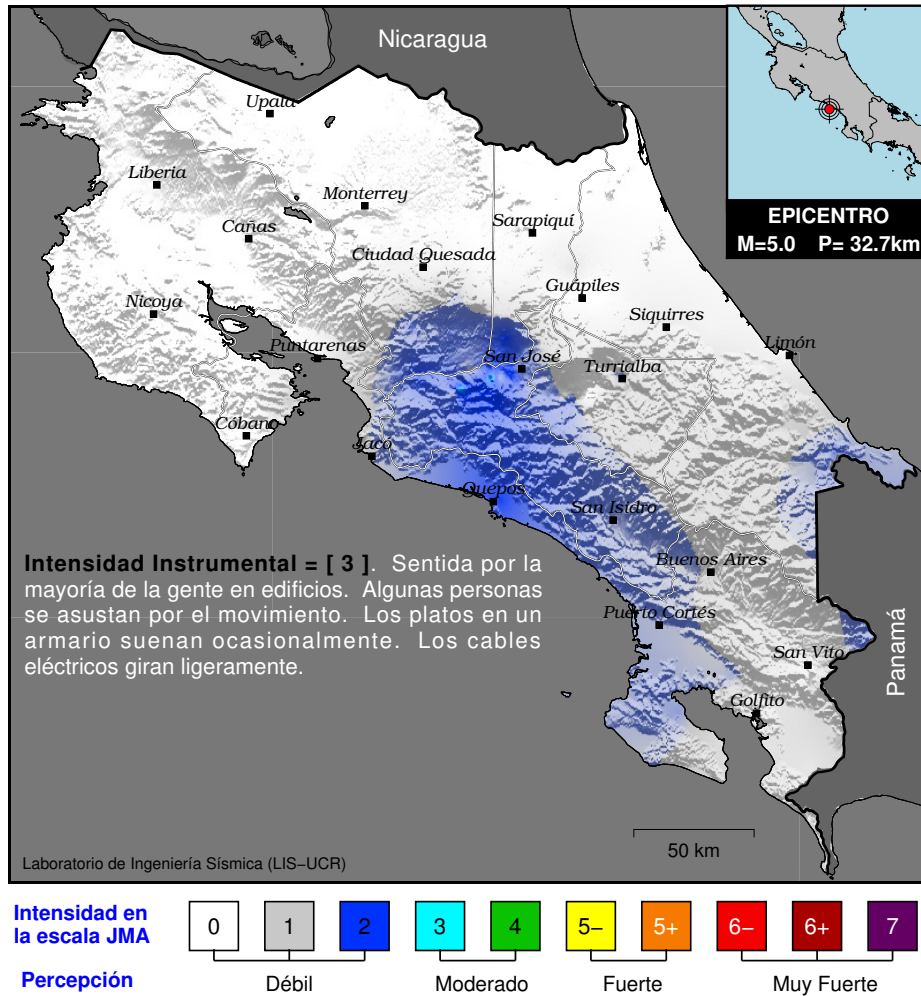 Nicaragua
EPICENTRO
M=5.0 P= 32.7km
Upala
Liberia
Monterrey
Cañas
Sarapiquí
Ciudad Quesada
Guápiles
Nicoya
Siquirres
Puntarenas
San José
Limón
Turrialba
Cóbano
Jacó
Quepos
San Isidro
Intensidad Instrumental = [ 3 ]. Sentida por la
mayoría de la gente en edificios. Algunas personas
se asustan por el movimiento. Los platos en un
armario suenan ocasionalmente. Los cables
eléctricos giran ligeramente.
Buenos Aires
Puerto Cortés
San Vito
Panamá
Golfito
50 km
Laboratorio de Ingeniería Sísmica (LIS−UCR)
Intensidad en
la escala JMA
0 1 2 3 4 5− 5+ 6− 6+ 7
Percepción Débil Moderado Fuerte Muy Fuerte